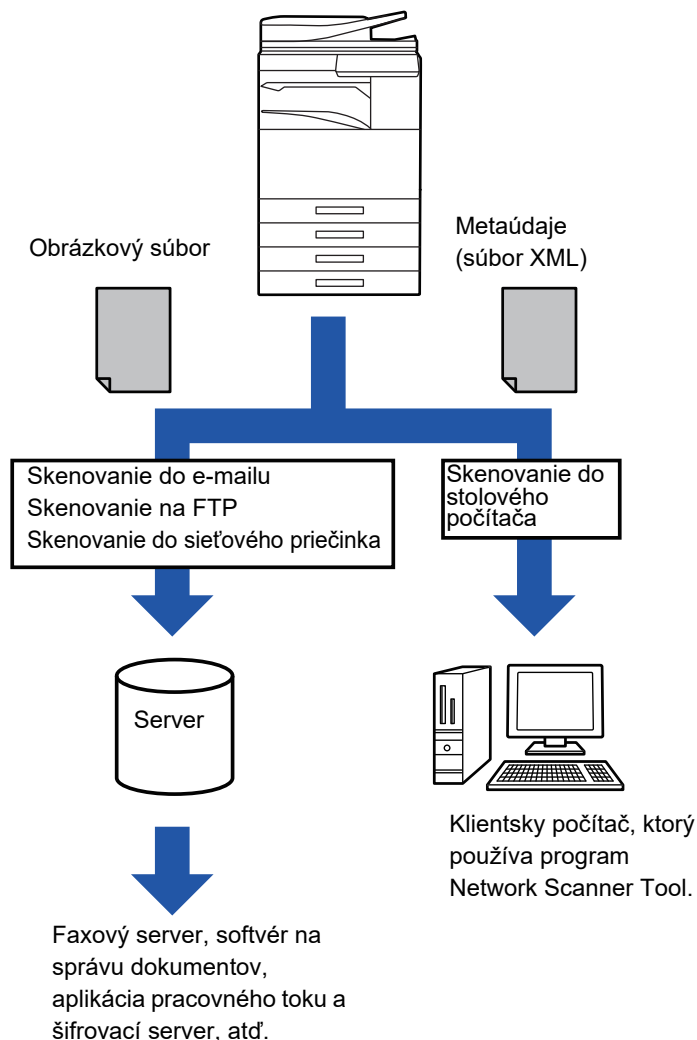 Obrázkový súbor
Metaúdaje
(súbor XML)
Skenovanie do e-mailu
Skenovanie na FTP
Skenovanie do sieťového priečinka
Skenovanie do
stolového
počítača
Server
Klientsky počítač, ktorý
používa program
Network Scanner Tool.
Faxový server, softvér na
správu dokumentov,
aplikácia pracovného toku a
šifrovací server, atď.